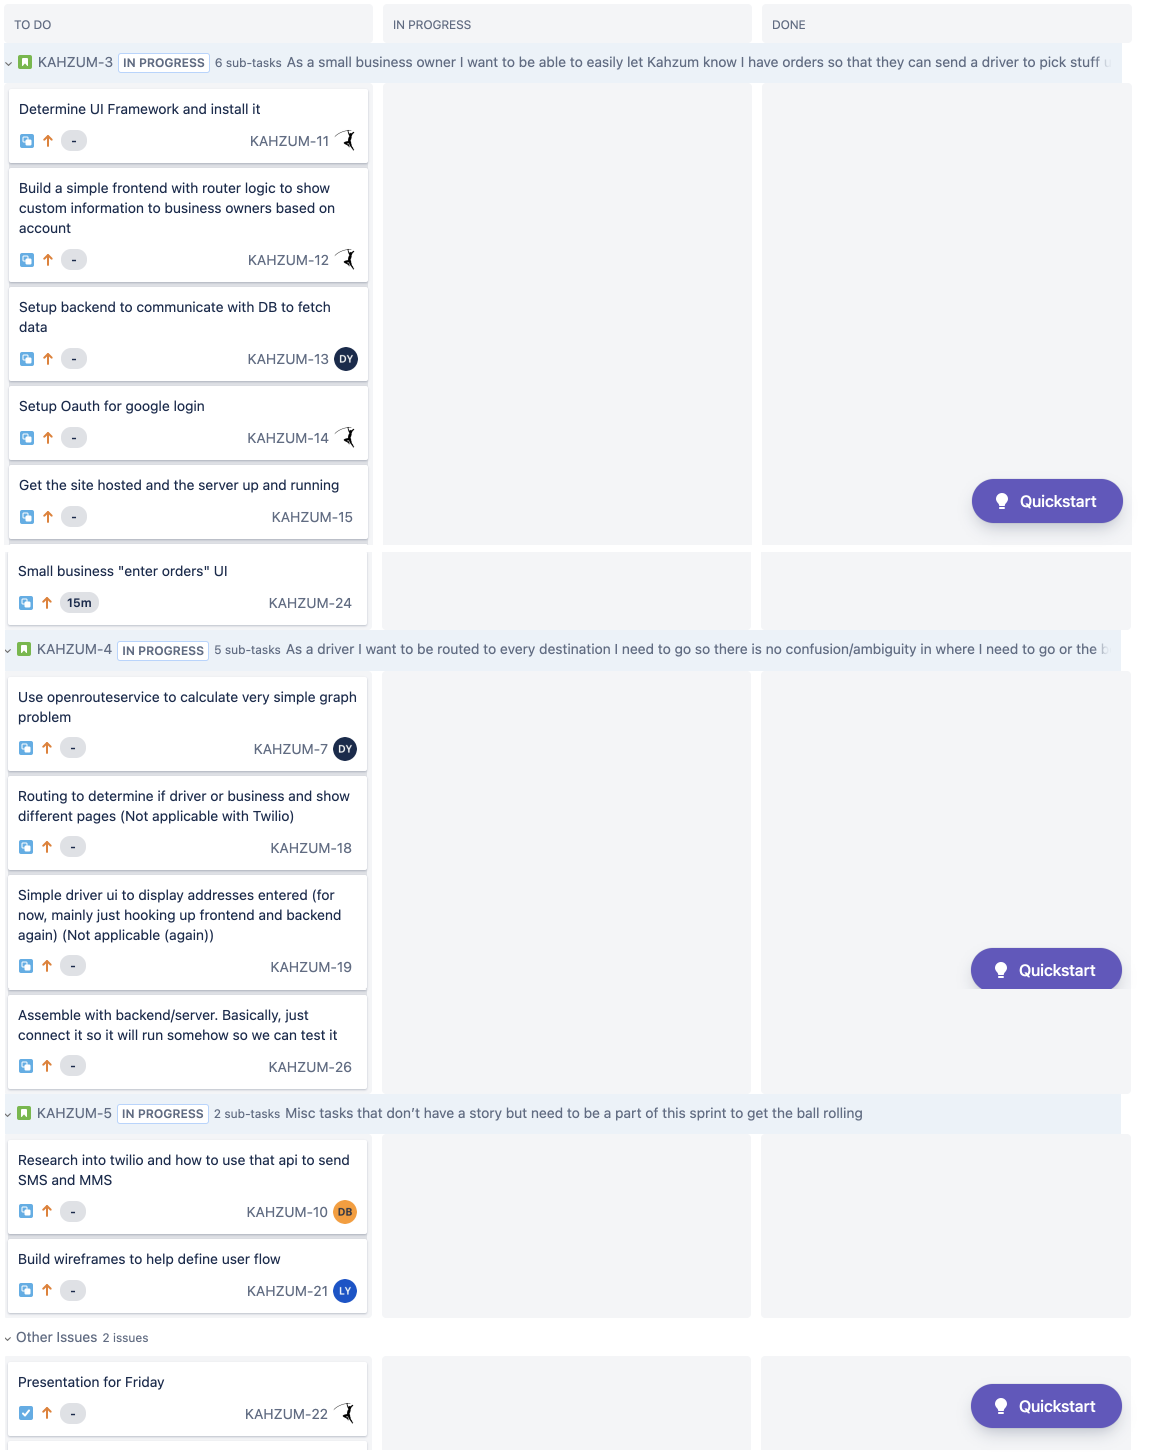 TO DO
IN PROGRESS
DONE
KAHZUM-3 IN PROGRESS 6 sub-tasks As a small business owner I want to be able to easily let Kahzum know I have orders so that they can send a driver to pick stuff
Determine UI Framework and install it
- KAHZUM-11
Build a simple frontend with router logic to show
custom information to business owners based on
account
- KAHZUM-12
Setup backend to communicate with DB to fetch
data
- KAHZUM-13 DY
Setup Oauth for google login
- KAHZUM-14
Get the site hosted and the server up and running
- KAHZUM-15
Quickstart
Small business "enter orders" UI
15m KAHZUM-24
KAHZUM-4 IN PROGRESS 5 sub-tasks As a driver I want to be routed to every destination I need to go so there is no confusion/ambiguity in where I need to go or the
Use openrouteservice to calculate very simple graph
problem
- KAHZUM-7 DY
Routing to determine if driver or business and show
different pages (Not applicable with Twilio)
- KAHZUM-18
Simple driver ui to display addresses entered (for
now, mainly just hooking up frontend and backend
again) (Not applicable (again))
- KAHZUM-19
Quickstart
Assemble with backend/server. Basically, just
connect it so it will run somehow so we can test it
- KAHZUM-26
KAHZUM-5 IN PROGRESS 2 sub-tasks Misc tasks that don't have a story but need to be a part of this sprint to get the ball rolling
Research into twilio and how to use that api to send
SMS and MMS
- KAHZUM-10 DB
Build wireframes to help define user flow
- KAHZUM-21 LY
Other Issues 2 issues
Presentation for Friday
- KAHZUM-22
Quickstart